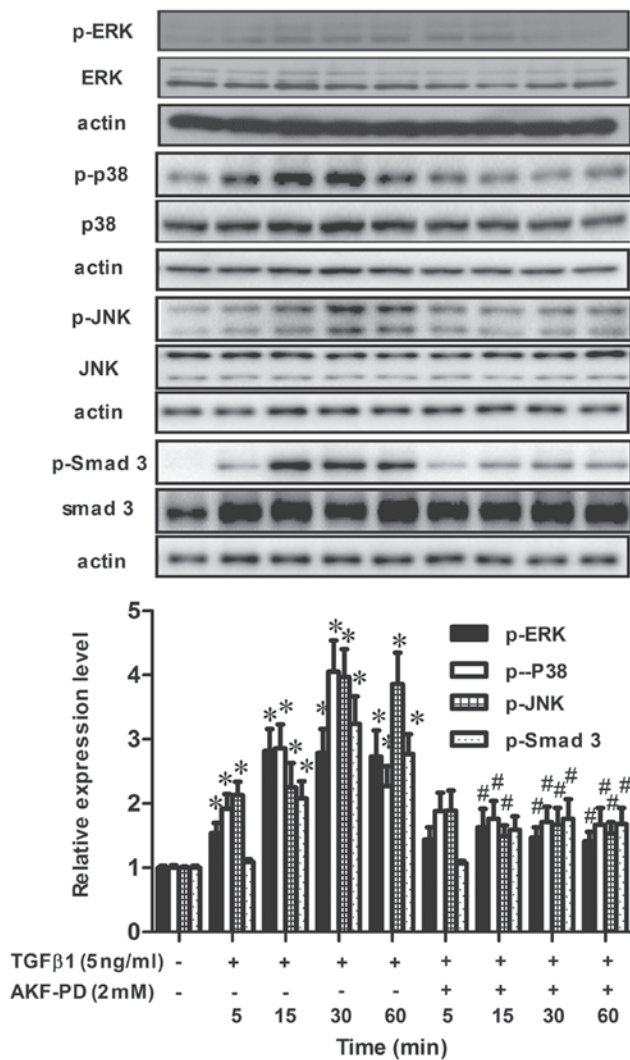 p-ERK
ERK
actin
p-p38
p38
actin
p-JNK
JNK
actin
p-Smad 3
smad 3
actin
Relative expression level
5
4
3
2
1
0
p-ERK
p--P38
p-JNK
p-Smad 3
* * * * * * * * * * * * * * *
# # # # # # # # # # #
TGFβ1 (5ng/ml) - + + + + + + + +
AKF-PD (2mM) - - - - - + + + +
5 15 30 60 5 15 30 60
Time (min)